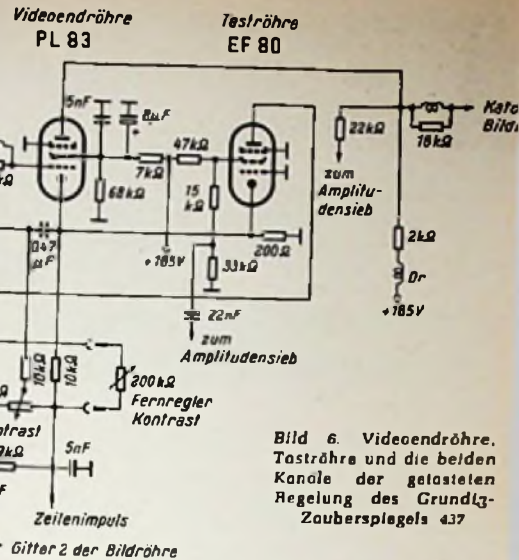 Videoendröhre
PL 83
Taströhre
EF 80
5nF
8µF
47kΩ
22kΩ
16kΩ
zum
Amplitu-
densieb
7kΩ
68kΩ
15
kΩ
0,47
µF
+185V
200Ω
2kΩ
Dr
+185V
33kΩ
22nF
zum
Amplitudensieb
10kΩ
10kΩ
200kΩ
Fernregler
Kontrast
5nF
Zeilenimpuls
Gitter 2 der Bildröhre
Bild 6. Videoendröhre,
Taströhre und die beiden
Kanäle der getasteten
Regelung des Grundig-
Zauberspiegels 437